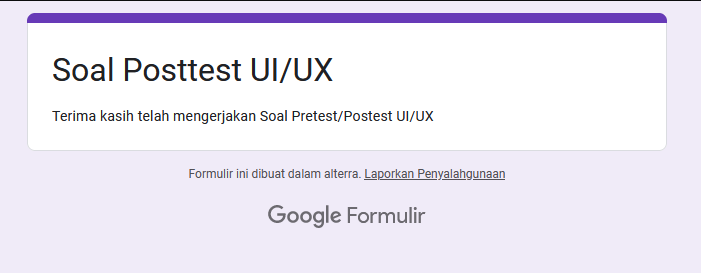 Soal Posttest UI/UX
Terima kasih telah mengerjakan Soal Pretest/Postest UI/UX
Formulir ini dibuat dalam alterra. Laporkan Penyalahgunaan
Google Formulir